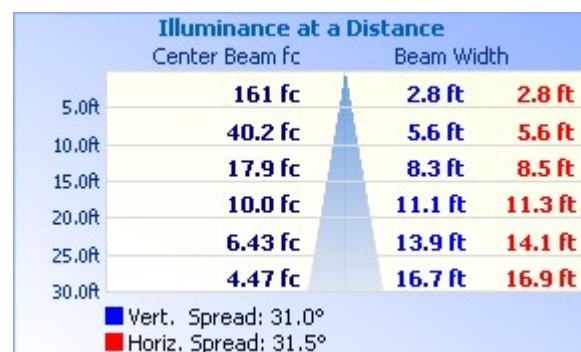 Illuminance at a Distance
Center Beam fc Beam Width
5.0ft 161 fc 2.8 ft 2.8 ft
10.0ft 40.2 fc 5.6 ft 5.6 ft
15.0ft 17.9 fc 8.3 ft 8.5 ft
20.0ft 10.0 fc 11.1 ft 11.3 ft
25.0ft 6.43 fc 13.9 ft 14.1 ft
30.0ft 4.47 fc 16.7 ft 16.9 ft
Vert. Spread: 31.0°
Horiz. Spread: 31.5°